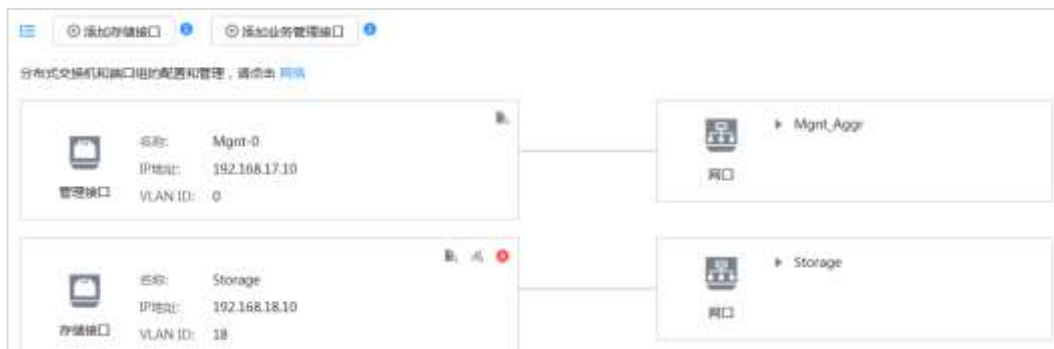 添加存储接口 添加业务管理接口
分布式交换机和端口组的配置和管理，请点击 网络
名称: Mgnt-0
IP地址: 192.168.17.10
管理接口
VLAN ID: 0
Mgnt_Aggr
网口
名称: Storage
IP地址: 192.168.18.10
存储接口
VLAN ID: 18
Storage
网口